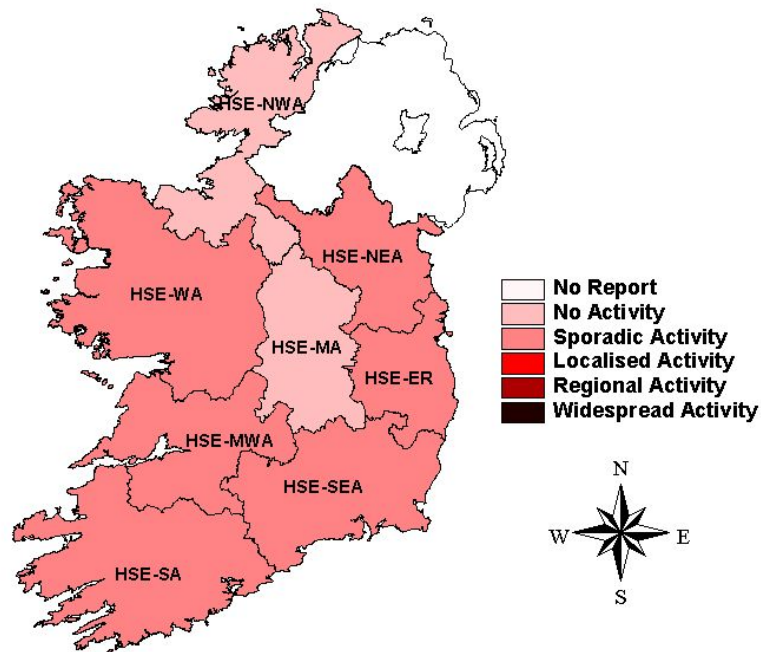 HSE-NWA
HSE-NEA
HSE-WA
HSE-MA
HSE-ER
HSE-MWA
HSE-SEA
HSE-SA
No Report
No Activity
Sporadic Activity
Localised Activity
Regional Activity
Widespread Activity
N
W E
S